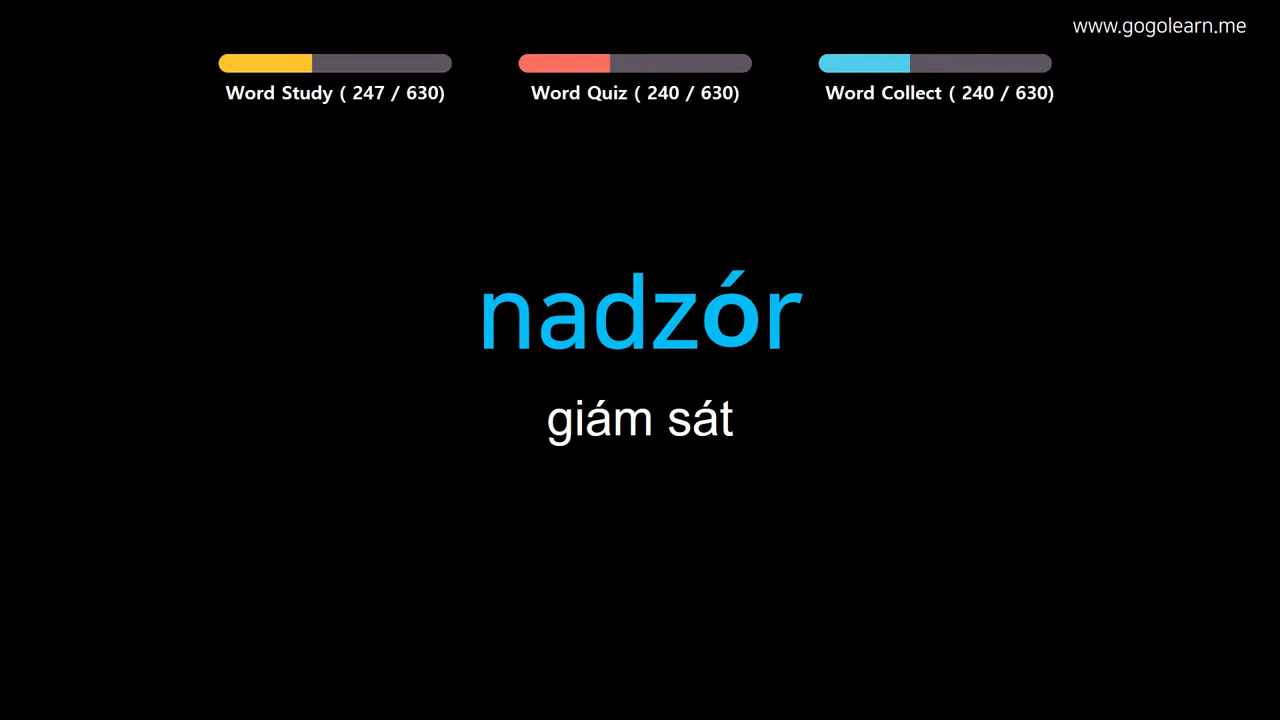 www.gogolearn.me
Word Study ( 247 / 630)
Word Quiz ( 240 / 630)
Word Collect ( 240 / 630)
nadzór
giám sát